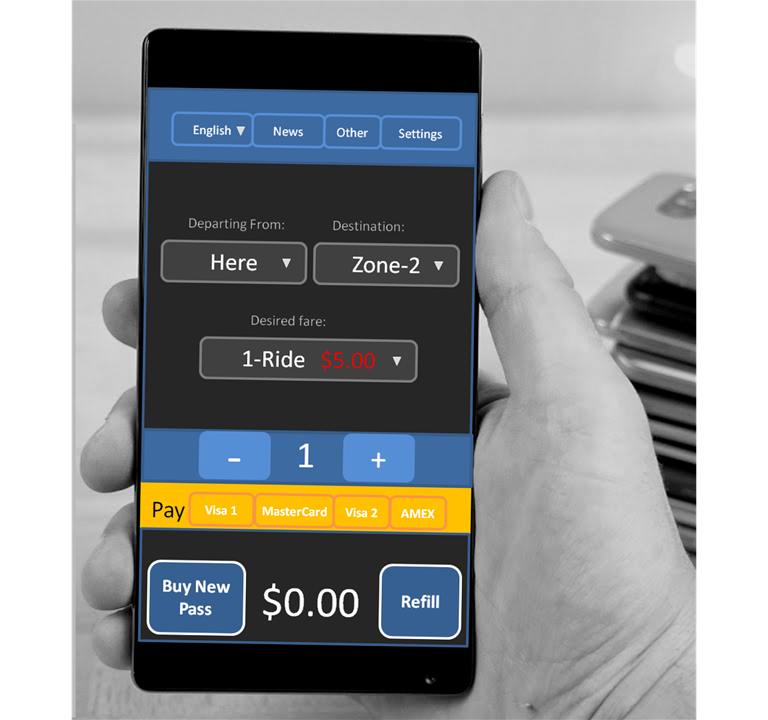 English ▼ News Other Settings
Departing From: Destination:
Here ▼ Zone-2 ▼
Desired fare:
1-Ride $5.00 ▼
- 1 +
Pay Visa 1 MasterCard Visa 2 AMEX
Buy New
Pass
$0.00 Refill